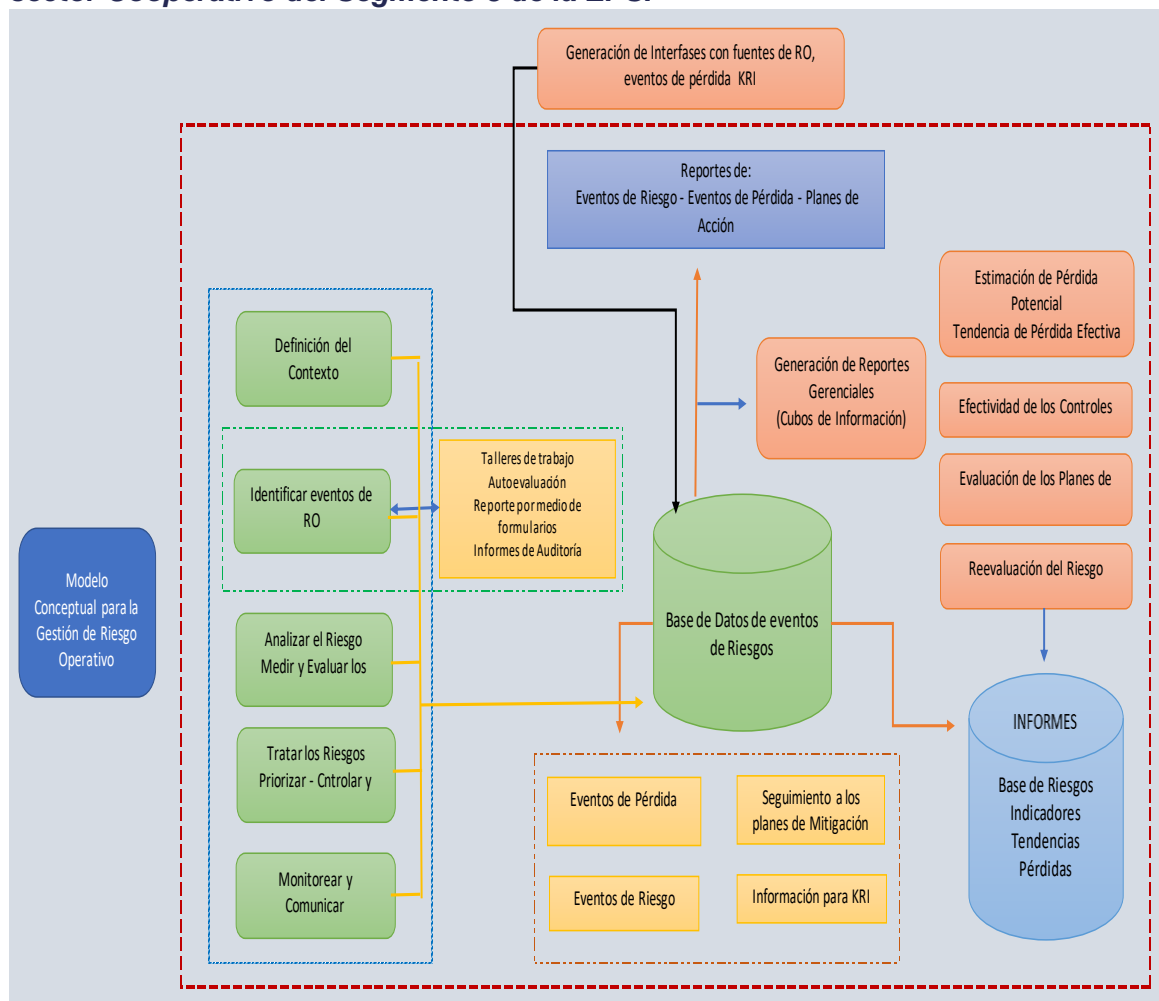 Generación de Interfases con fuentes de RO,
eventos de pérdida KRI
Reportes de:
Eventos de Riesgo - Eventos de Pérdida - Planes de
Acción
Estimación de Pérdida
Potencial
Tendencia de Pérdida Efectiva
Definición del
Contexto
Generación de Reportes
Gerenciales
(Cubos de Información)
Efectividad de los Controles
Talleres de trabajo
Autoevaluación
Reporte por medio de
formularios
Informes de Auditoría
Identificar eventos de
RO
Evaluación de los Planes de
Reevaluación del Riesgo
Modelo
Conceptual para la
Gestión de Riesgo
Operativo
Analizar el Riesgo
Medir y Evaluar los
Base de Datos de eventos
de Riesgos
Tratar los Riesgos
Priorizar - Cntrolar y
INFORMES
Base de Riesgos
Indicadores
Tendencias
Pérdidas
Eventos de Pérdida
Seguimiento a los
planes de Mitigación
Monitorear y
Comunicar
Eventos de Riesgo
Información para KRI